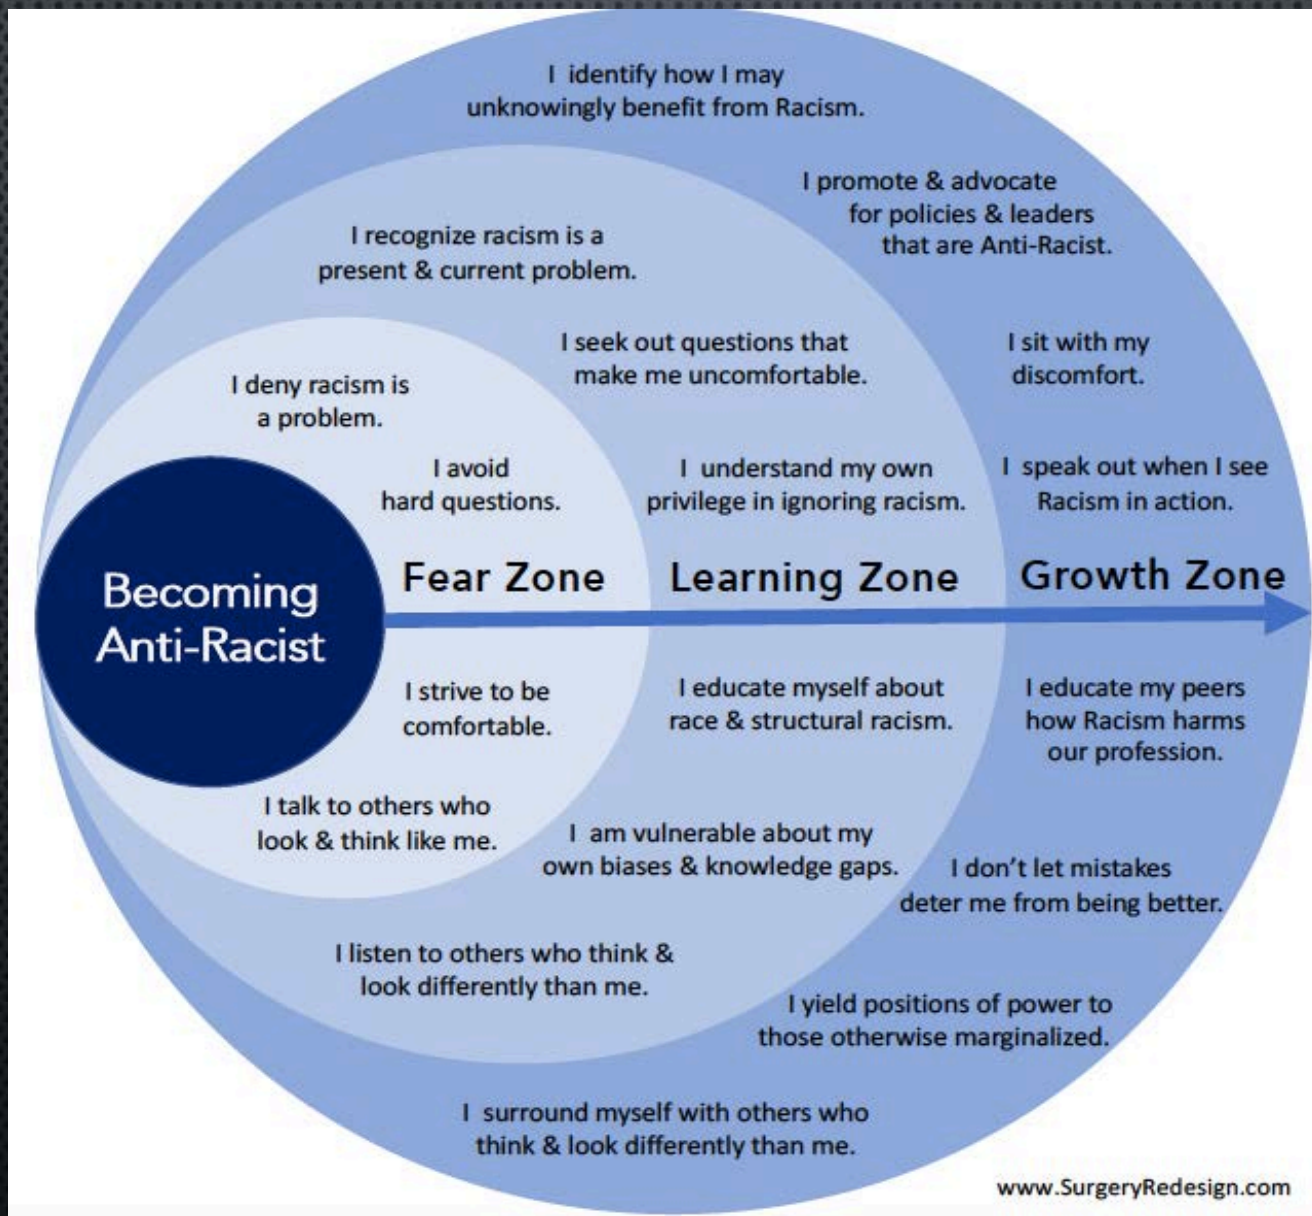 I identify how I may
unknowingly benefit from Racism.
I promote & advocate
for policies & leaders
that are Anti-Racist.
I recognize racism is a
present & current problem.
I seek out questions that
make me uncomfortable.
I sit with my
discomfort.
I deny racism is
a problem.
I avoid
hard questions.
I understand my own
privilege in ignoring racism.
I speak out when I see
Racism in action.
Becoming
Anti-Racist
Fear Zone
Learning Zone
Growth Zone
I strive to be
comfortable.
I educate myself about
race & structural racism.
I educate my peers
how Racism harms
our profession.
I talk to others who
look & think like me.
I am vulnerable about my
own biases & knowledge gaps.
I don’t let mistakes
deter me from being better.
I listen to others who think &
look differently than me.
I yield positions of power to
those otherwise marginalized.
I surround myself with others who
think & look differently than me.
www.SurgeryRedesign.com